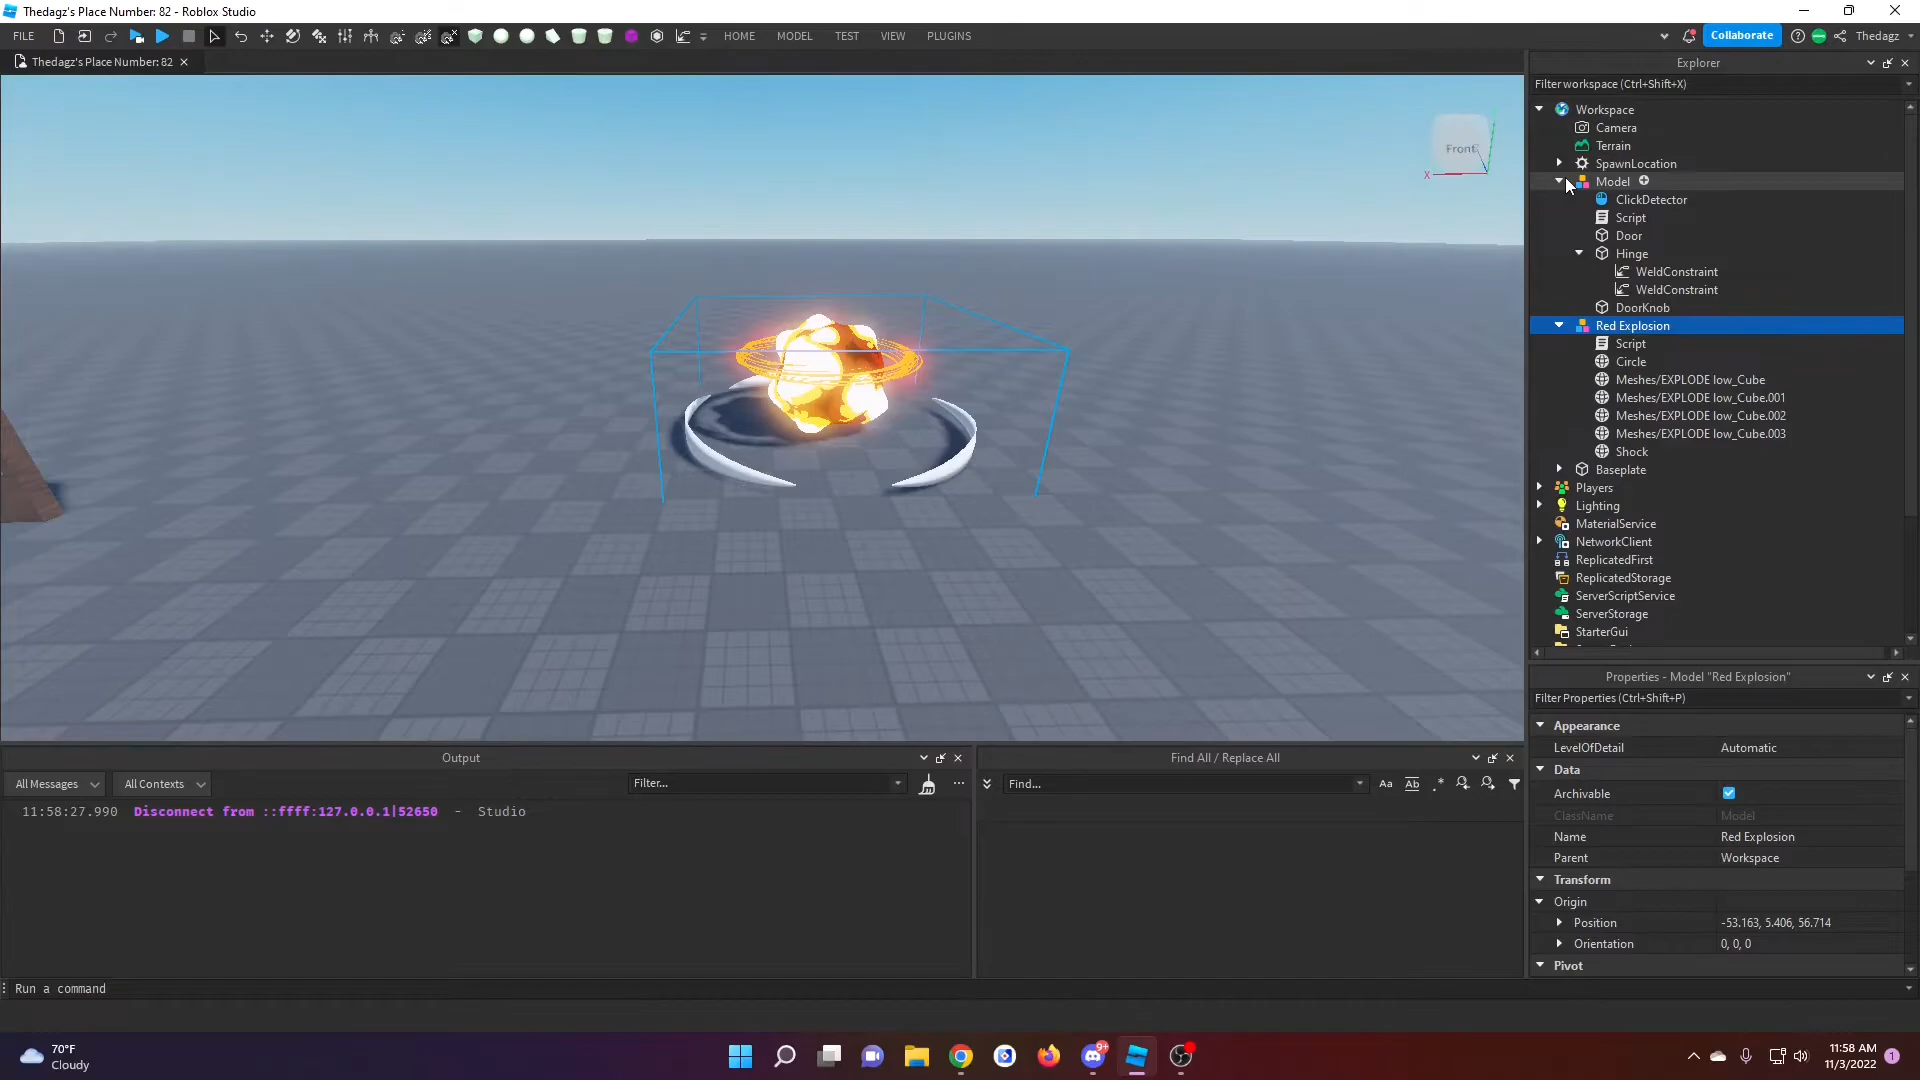 Thedagz's Place Number: 82 - Roblox Studio
FILE
HOME
MODEL
TEST
VIEW
PLUGINS
Collaborate
Thedagz
Thedagz's Place Number: 82
Front
X
Explorer
Filter workspace (Ctrl+Shift+X)
Workspace
Camera
Terrain
SpawnLocation
Model
ClickDetector
Script
Door
Hinge
WeldConstraint
WeldConstraint
DoorKnob
Red Explosion
Script
Circle
Meshes/EXPLODE low_Cube
Meshes/EXPLODE low_Cube.001
Meshes/EXPLODE low_Cube.002
Meshes/EXPLODE low_Cube.003
Shock
Baseplate
Players
Lighting
MaterialService
NetworkClient
ReplicatedFirst
ReplicatedStorage
ServerScriptService
ServerStorage
StarterGui
Properties - Model "Red Explosion"
Filter Properties (Ctrl+Shift+P)
Appearance
LevelOfDetail Automatic
Data
Archivable
ClassName Model
Name Red Explosion
Parent Workspace
Transform
Origin
Position -53.163, 5.406, 56.714
Orientation 0, 0, 0
Pivot
Output
All Messages
All Contexts
Filter...
11:58:27.990 Disconnect from ::ffff:127.0.0.1|52650 - Studio
Find All / Replace All
Find...
Aa
Ab
.*
Run a command
70°F
Cloudy
9+
11:58 AM
11/3/2022
1